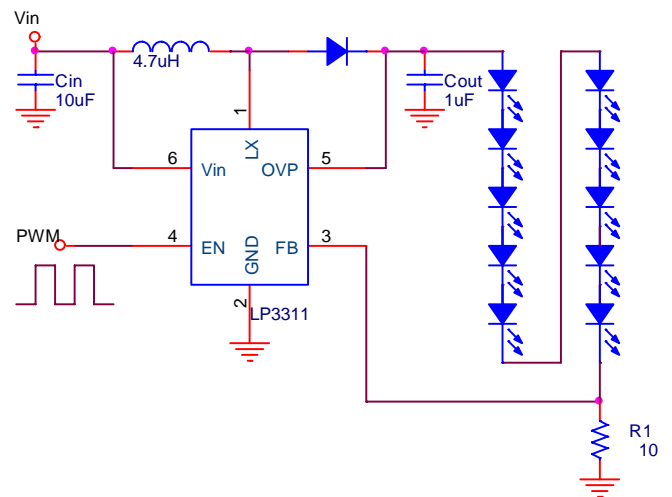 Vin
4.7uH
Cin
10uF
Cout
1uF
1
LX
6
Vin
OVP
5
PWM
4
EN
GND
FB
3
2
LP3311
R1
10